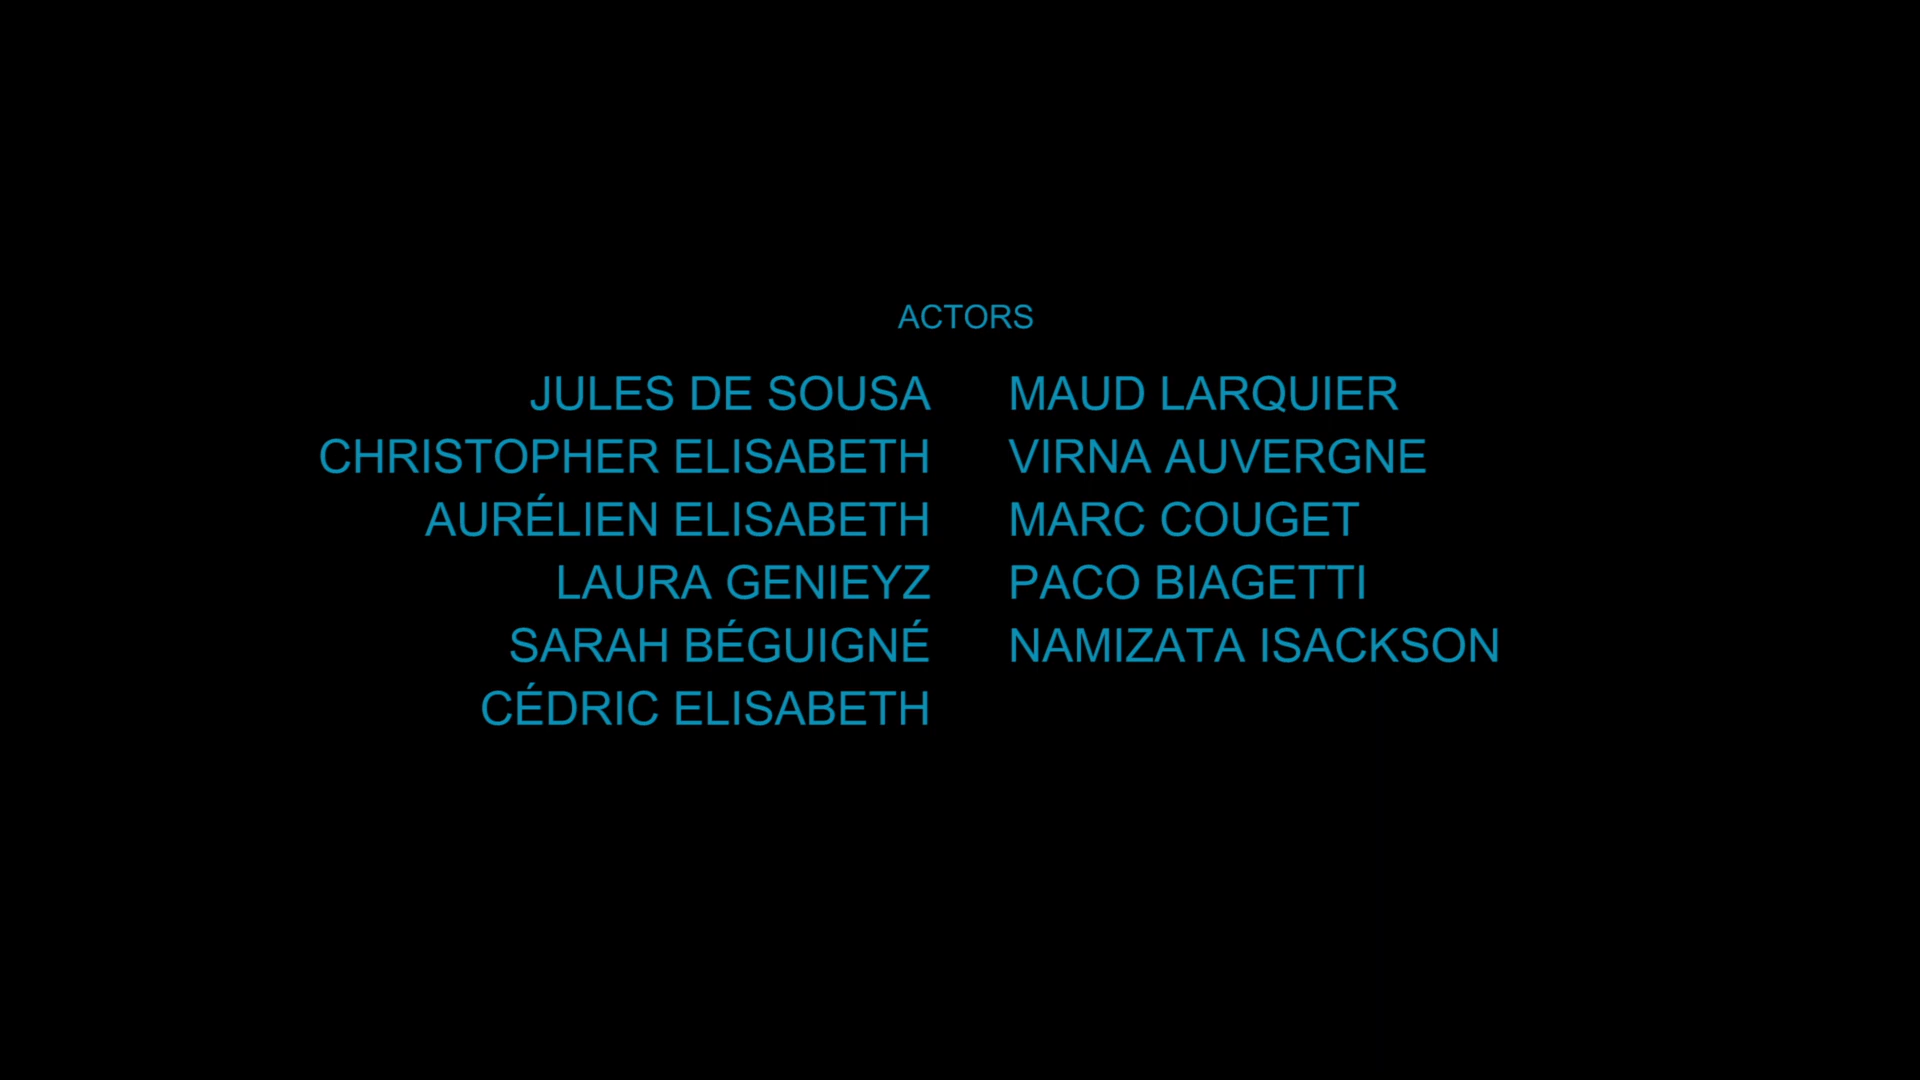 ACTORS
JULES DE SOUSA
CHRISTOPHER ELISABETH
AURÉLIEN ELISABETH
LAURA GENIEYZ
SARAH BÉGUIGNÉ
CÉDRIC ELISABETH
MAUD LARQUIER
VIRNA AUVERGNE
MARC COUGET
PACO BIAGETTI
NAMIZATA ISACKSON